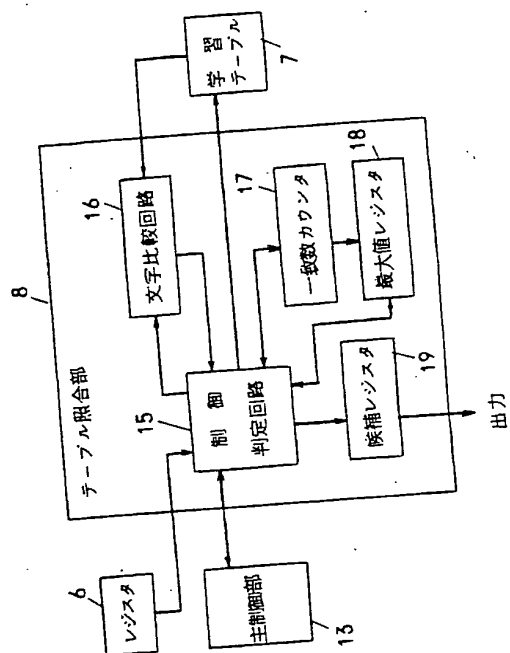 8
テーブル照合部
6
レジスタ
主制御部
13
15
制御
判定回路
16
文字比較回路
学習
テーブル
7
17
一致数カウンタ
18
最大値レジスタ
候補レジスタ
19
出力